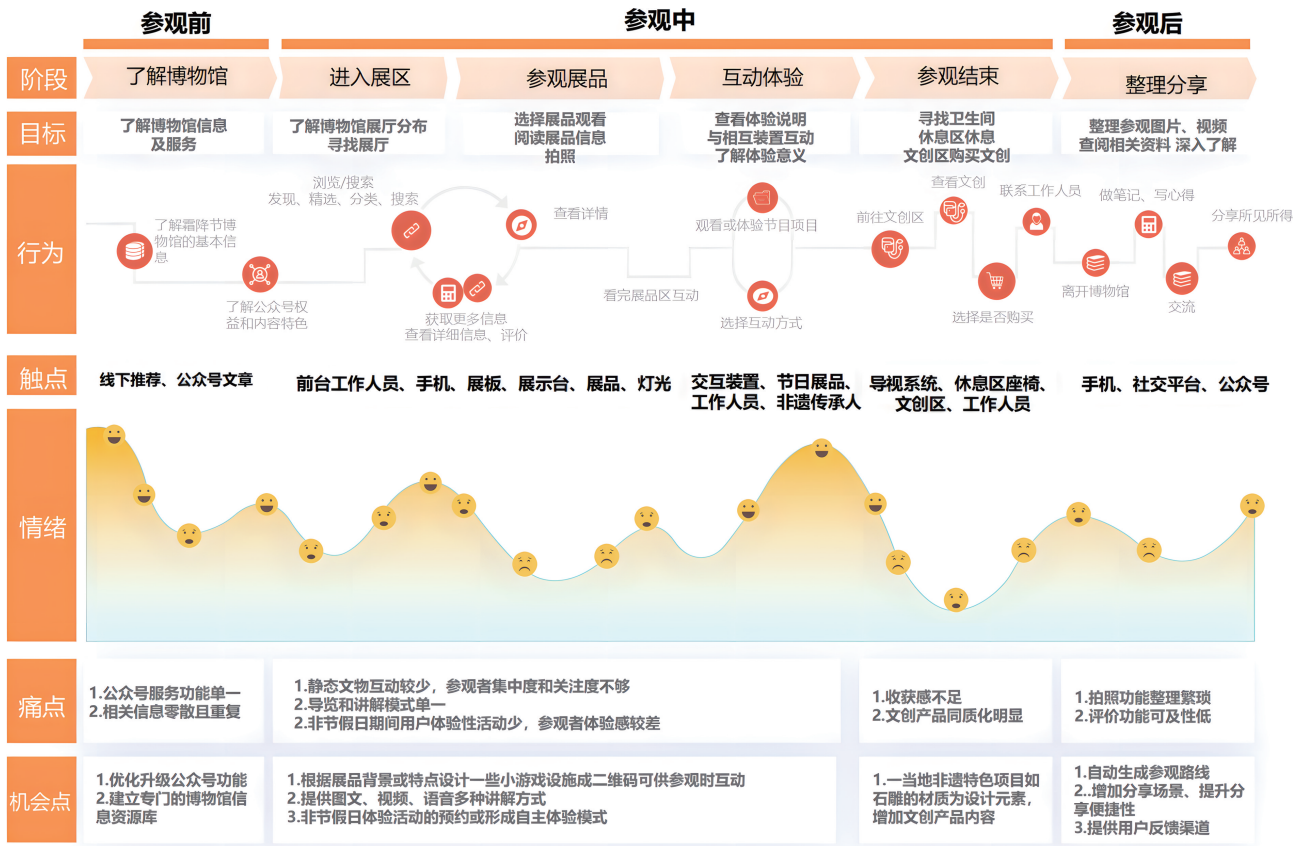 参观前
参观中
参观后
阶段
了解博物馆
进入展区
参观展品
互动体验
参观结束
整理分享
目标
了解博物馆信息
及服务
了解博物馆展厅分布
寻找展厅
选择展品观看
阅读展品信息
拍照
查看体验说明
与相互装置互动
了解体验意义
寻找卫生间
休息区休息
文创区购买文创
整理参观图片、视频
查阅相关资料 深入了解
行为
了解霜降节博
物馆的基本信
息
了解公众号权
益和内容特色
浏览/搜索
发现、精选、分类、搜索
查看详情
获取更多信息
查看详细信息、评价
看完展品区互动
观看或体验节目项目
选择互动方式
前往文创区
查看文创
选择是否购买
联系工作人员
离开博物馆
做笔记、写心得
交流
分享所见所得
触点
线下推荐、公众号文章
前台工作人员、手机、展板、展示台、展品、灯光
交互装置、节日展品、
工作人员、非遗传承人
导视系统、休息区座椅、
文创区、工作人员
手机、社交平台、公众号
情绪
痛点
1.公众号服务功能单一
2.相关信息零散且重复
1.静态文物互动较少，参观者集中度和关注度不够
2.导览和讲解模式单一
2.非节假日期间用户体验性活动少，参观者体验感较差
1.收获感不足
2.文创产品同质化明显
1.拍照功能整理繁琐
2.评价功能可及性低
机会点
1.优化升级公众号功能
2.建立专门的博物馆信
息资源库
1.根据展品背景或特点设计一些小游戏设施成二维码可供参观时互动
2.提供图文、视频、语音多种讲解方式
3.非节假日体验活动的预约或形成自主体验模式
1.一当地非遗特色项目如
石雕的材质为设计元素，
增加文创产品内容
1.自动生成参观路线
2..增加分享场景、提升分
享便捷性
3.提供用户反馈渠道